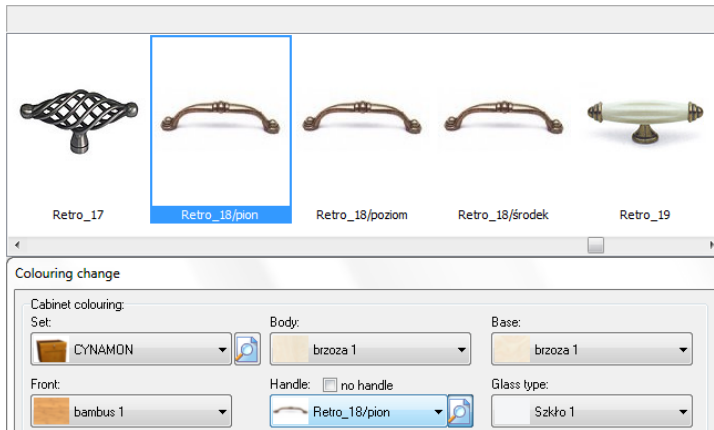 Retro_17 Retro_18/pion Retro_18/poziom Retro_18/środek Retro_19
Colouring change
Cabinet colouring:
Set: Body: Base:
CYNAMON brzoza 1 brzoza 1
Front: Handle: no handle Glass type:
bambus 1 Retro_18/pion Szkło 1